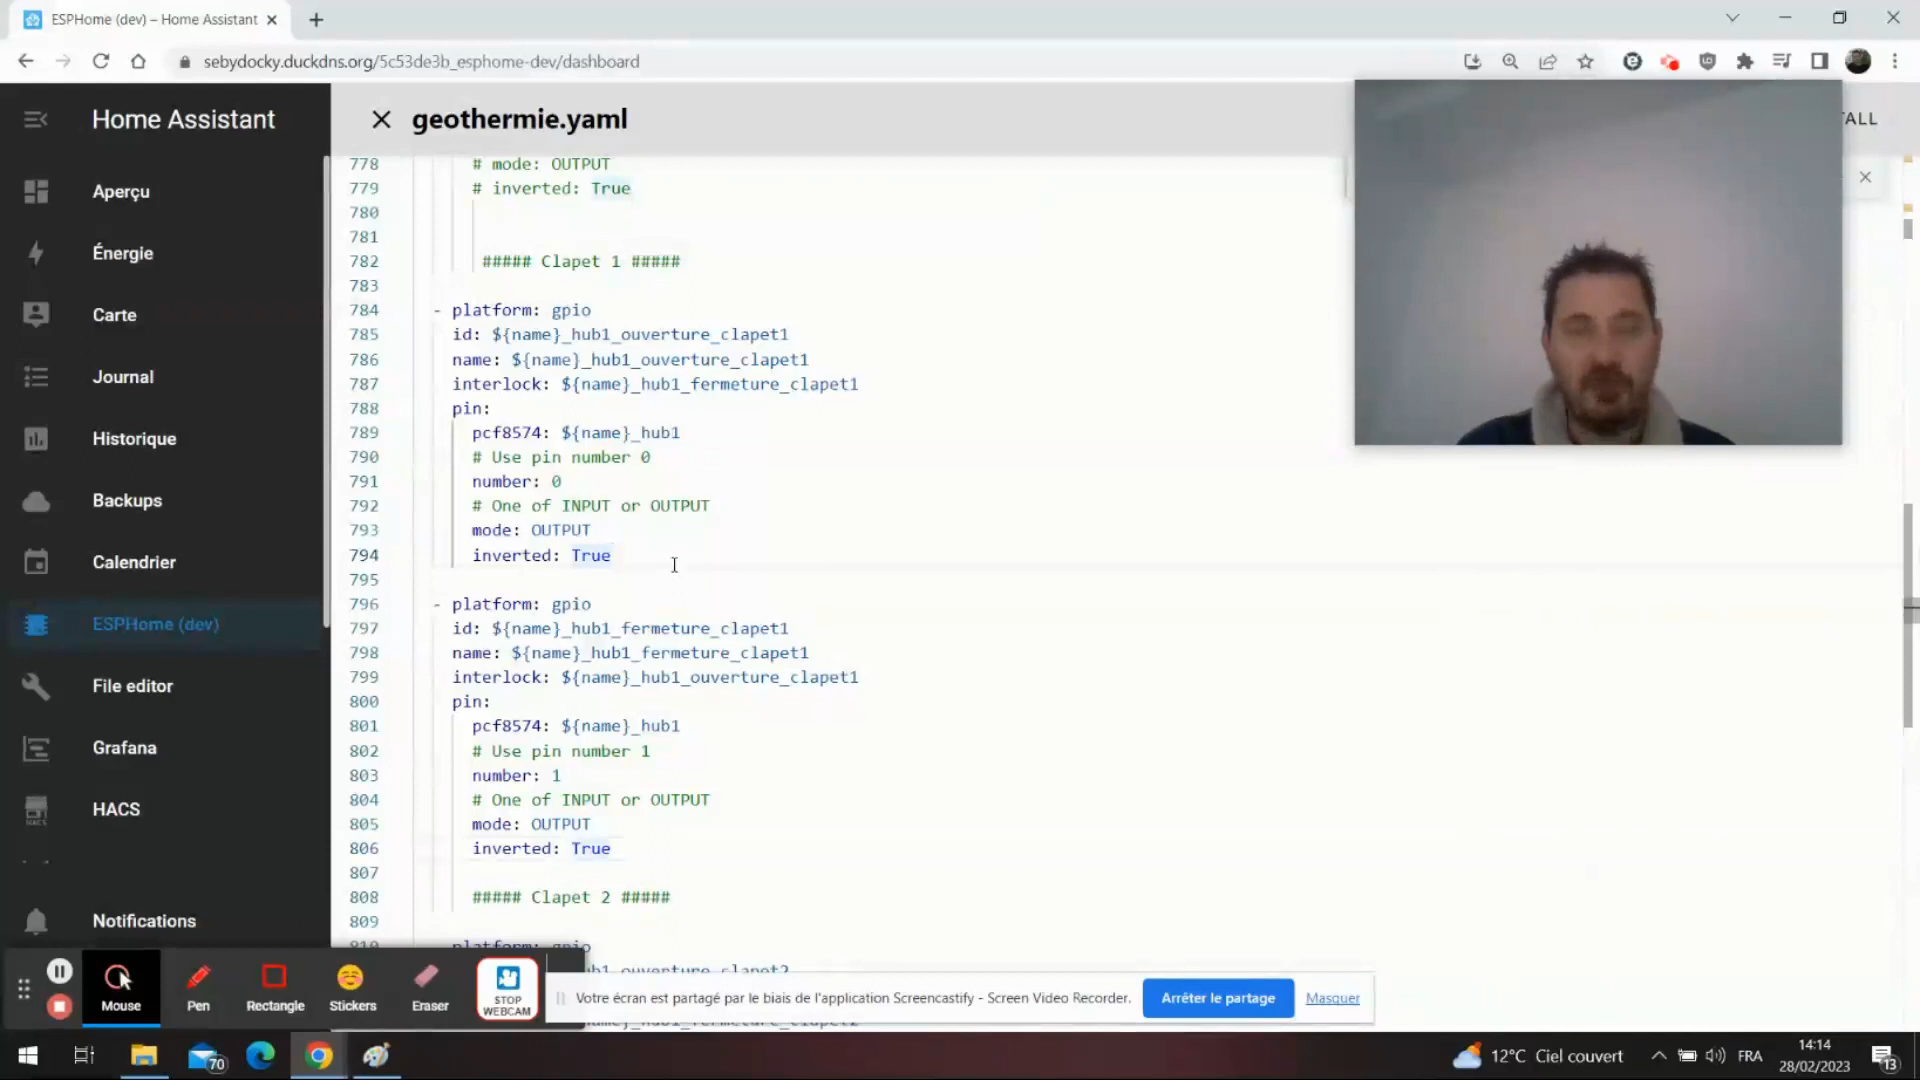 ESPHome (dev) – Home Assistant
sebydocky.duckdns.org/5c53de3b_esphome-dev/dashboard
Home Assistant
geothermie.yaml
TALL
Aperçu
Énergie
Carte
Journal
Historique
Backups
Calendrier
ESPHome (dev)
File editor
Grafana
HACS
Notifications
778 # mode: OUTPUT
779 # inverted: True
780
781
782 ##### Clapet 1 #####
783
784 - platform: gpio
785 id: ${name}_hub1_ouverture_clapet1
786 name: ${name}_hub1_ouverture_clapet1
787 interlock: ${name}_hub1_fermeture_clapet1
788 pin:
789 pcf8574: ${name}_hub1
790 # Use pin number 0
791 number: 0
792 # One of INPUT or OUTPUT
793 mode: OUTPUT
794 inverted: True
795
796 - platform: gpio
797 id: ${name}_hub1_fermeture_clapet1
798 name: ${name}_hub1_fermeture_clapet1
799 interlock: ${name}_hub1_ouverture_clapet1
800 pin:
801 pcf8574: ${name}_hub1
802 # Use pin number 1
803 number: 1
804 # One of INPUT or OUTPUT
805 mode: OUTPUT
806 inverted: True
807
808 ##### Clapet 2 #####
809
810 platform: gpio
Mouse
Pen
Rectangle
Stickers
Eraser
STOP
WEBCAM
Votre écran est partagé par le biais de l'application Screencastify - Screen Video Recorder.
Arrêter le partage
Masquer
70
12°C Ciel couvert
FRA
14:14
28/02/2023
13